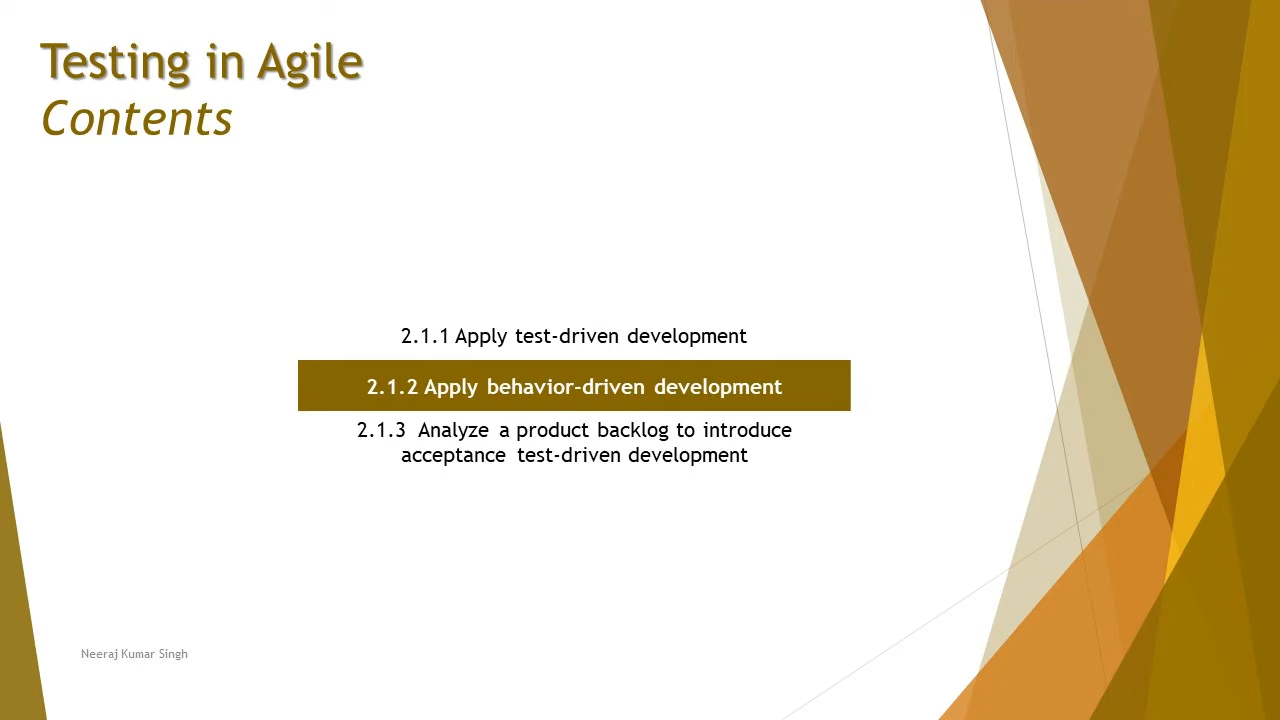 Testing in Agile
Contents
2.1.1 Apply test-driven development
2.1.2 Apply behavior-driven development
2.1.3 Analyze a product backlog to introduce
acceptance test-driven development
Neeraj Kumar Singh